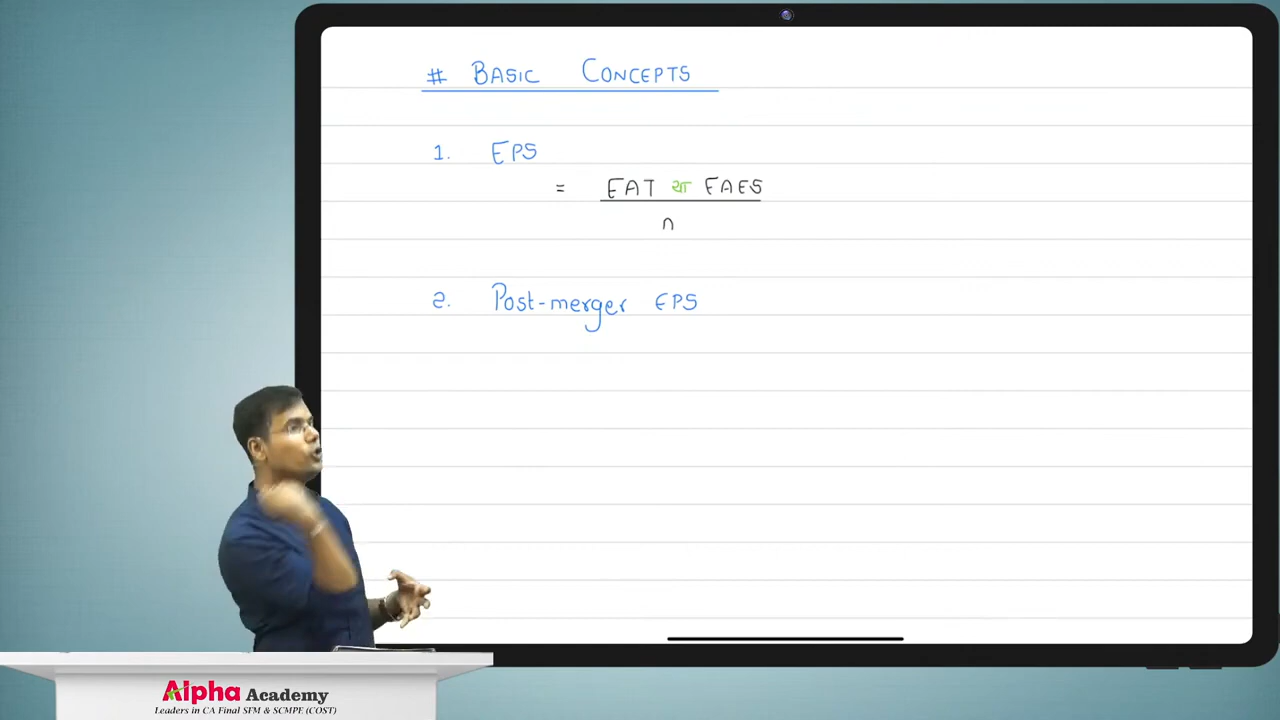 # BASIC CONCEPTS
1. EPS
= EAT या EAES
n
2. Post-merger EPS
Alpha Academy
Leaders in CA Final SFM & SCMPE (COST)